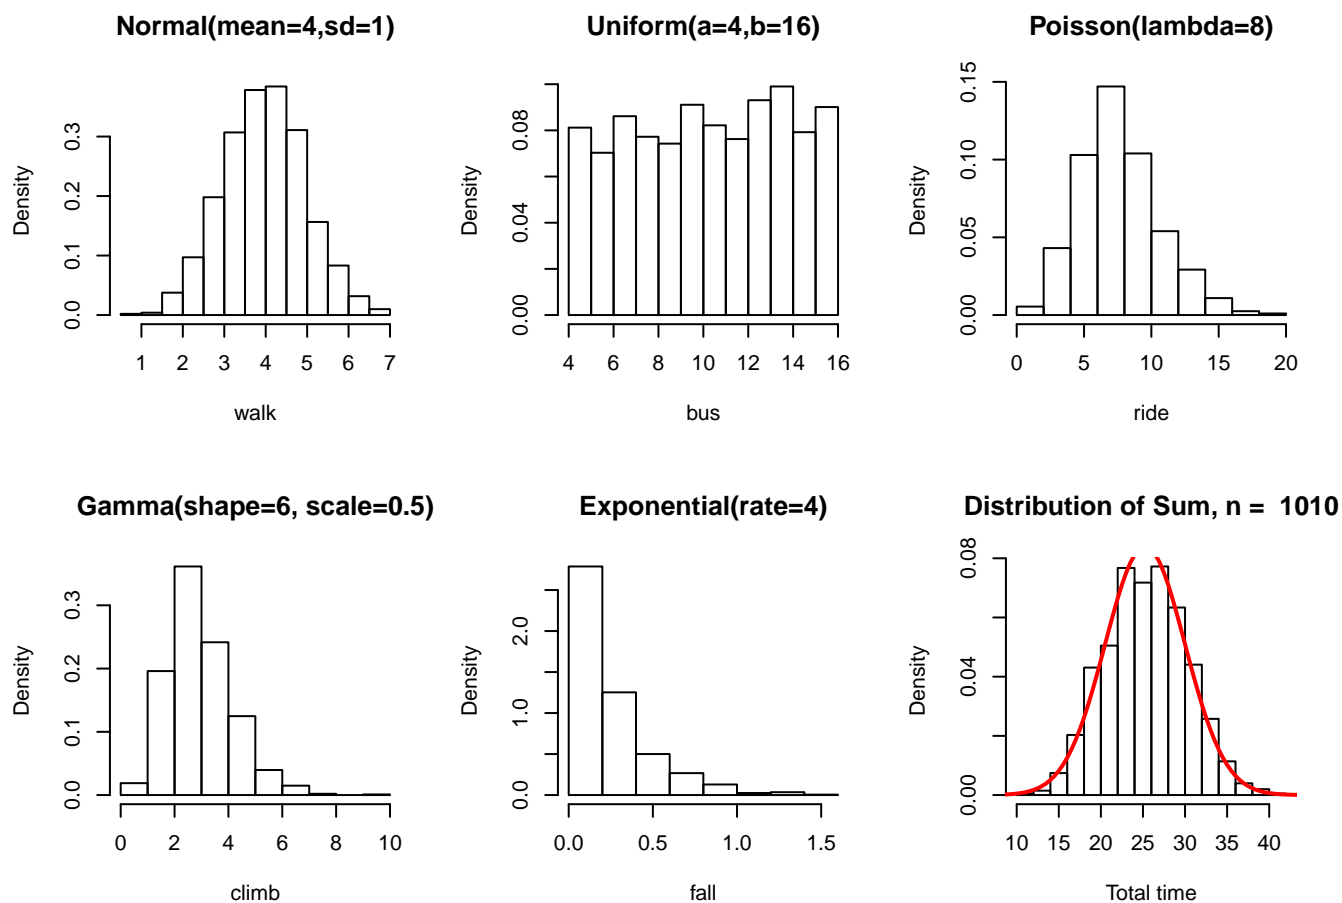 Normal(mean=4,sd=1)
Density
0.0 0.1 0.2 0.3
1 2 3 4 5 6 7
walk
Uniform(a=4,b=16)
Density
0.00 0.04 0.08
4 6 8 10 12 14 16
bus
Poisson(lambda=8)
Density
0.00 0.05 0.10 0.15
0 5 10 15 20
ride
Gamma(shape=6, scale=0.5)
Density
0.0 0.1 0.2 0.3
0 2 4 6 8 10
climb
Exponential(rate=4)
Density
0.0 1.0 2.0
0.0 0.5 1.0 1.5
fall
Distribution of Sum, n =  1010
Density
0.00 0.04 0.08
10 15 20 25 30 35 40
Total time